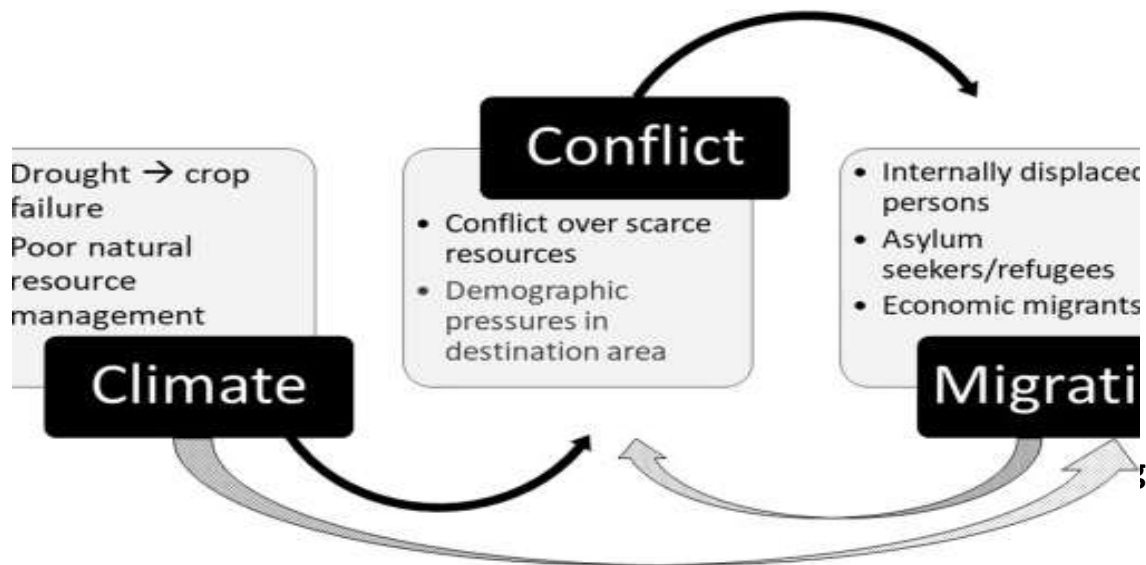 Conflict
Drought → crop
failure
Poor natural
resource
management
Climate
• Conflict over scarce
resources
• Demographic
pressures in
destination area
• Internally displaced
persons
• Asylum
seekers/refugees
• Economic migrants
Migrati
g